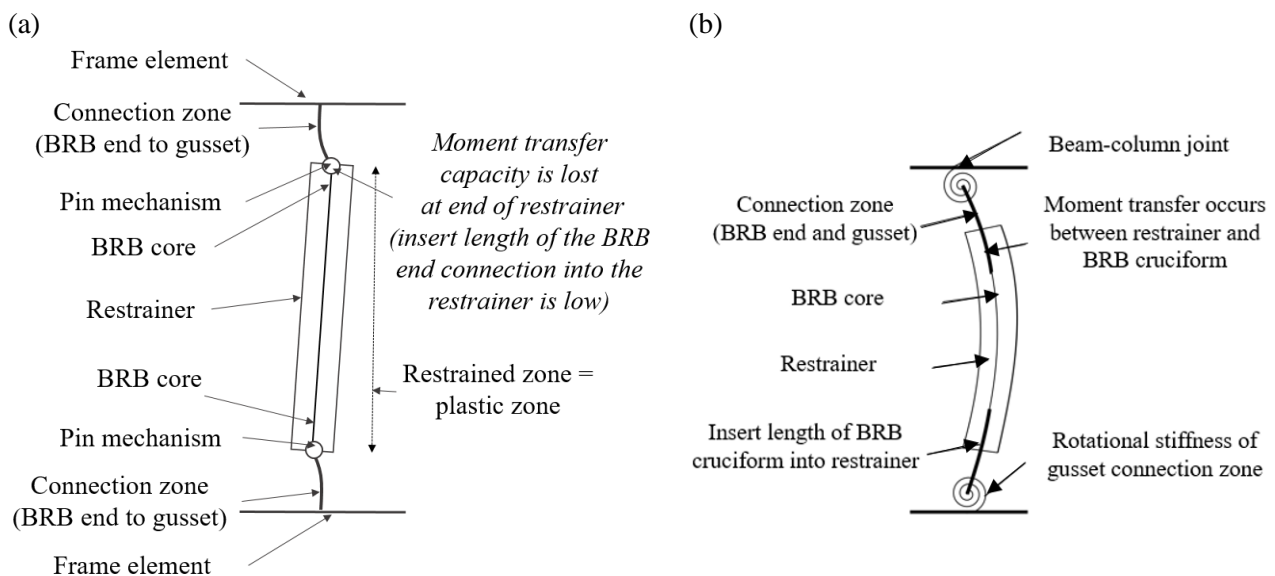 (a)
Frame element
Connection zone
(BRB end to gusset)
Pin mechanism
BRB core
Restrainer
BRB core
Pin mechanism
Connection zone
(BRB end to gusset)
Frame element
Moment transfer
capacity is lost
at end of restrainer
(insert length of the BRB
end connection into the
restrainer is low)
Restrained zone =
plastic zone
(b)
Connection zone
(BRB end and gusset)
BRB core
Restrainer
Insert length of BRB
cruciform into restrainer
Beam-column joint
Moment transfer occurs
between restrainer and
BRB cruciform
Rotational stiffness of
gusset connection zone